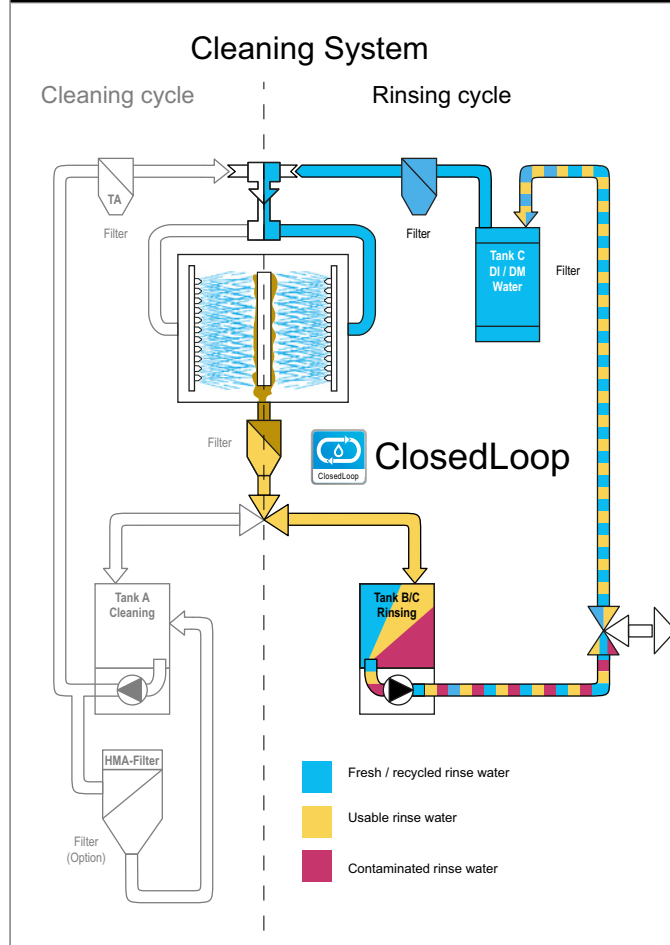 Cleaning System
Cleaning cycle
Rinsing cycle
TA
Filter
Filter
Tank C
DI / DM
Water
Filter
Filter
ClosedLoop
ClosedLoop
Tank A
Cleaning
Tank B/C
Rinsing
HMA-Filter
Filter
(Option)
Fresh / recycled rinse water
Usable rinse water
Contaminated rinse water